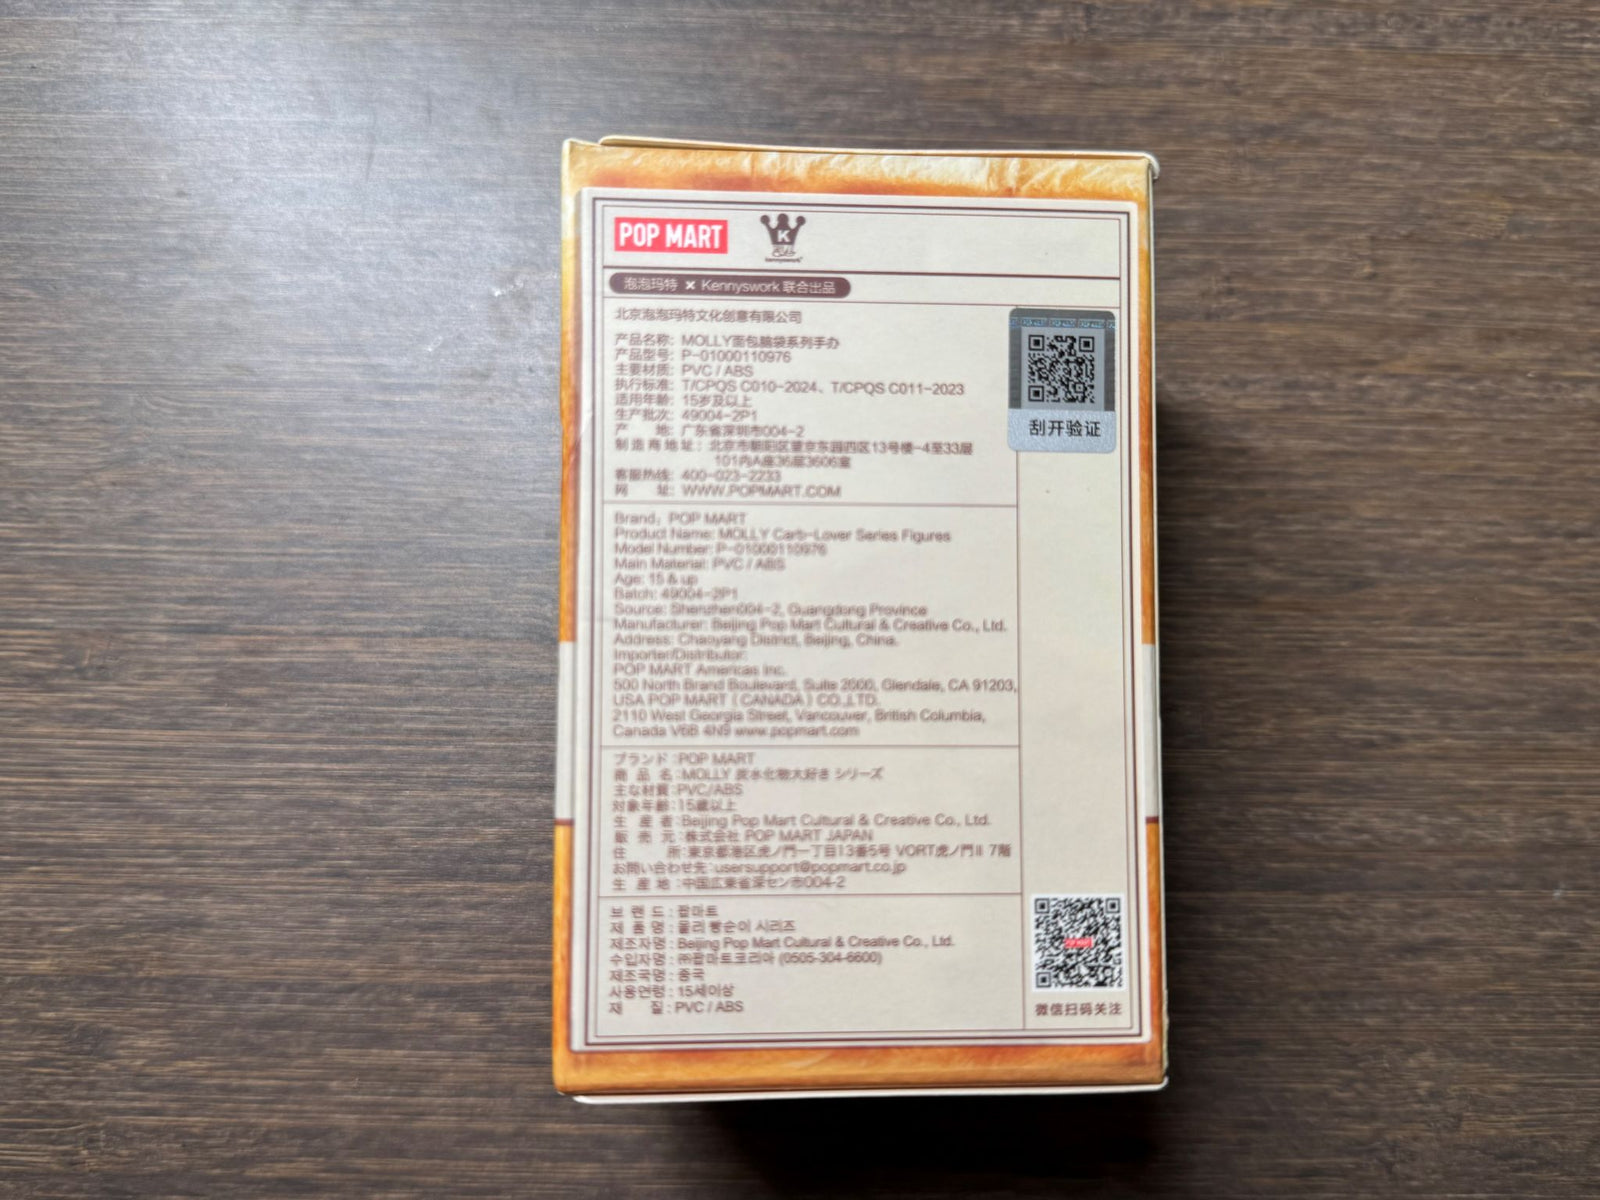 POP MART
K
kennyswork
泡泡玛特 × Kennyswork 联合出品
北京泡泡玛特文化创意有限公司
产品名称: MOLLY面包脑袋系列手办
产品型号: P-01000110976
主要材质: PVC / ABS
执行标准: T/CPQS C010-2024、T/CPQS C011-2023
适用年龄: 15岁及以上
生产批次: 49004-2P1
产 地: 广东省深圳市004-2
制造商地址: 北京市朝阳区望京东园四区13号楼-4至33层
101内A座36层3606室
客服热线: 400-023-2233
网 址: WWW.POPMART.COM
刮开验证
Brand: POP MART
Product Name: MOLLY Carb-Lover Series Figures
Model Number: P-01000110976
Main Material: PVC / ABS
Age: 15 & up
Batch: 49004-2P1
Source: Shenzhen004-2, Guangdong Province
Manufacturer: Beijing Pop Mart Cultural & Creative Co., Ltd.
Address: Chaoyang District, Beijing, China.
Importer/Distributor:
POP MART Americas Inc.
500 North Brand Boulevard, Suite 2000, Glendale, CA 91203,
USA POP MART ( CANADA ) CO.,LTD.
2110 West Georgia Street, Vancouver, British Columbia,
Canada V6B 4N9 www.popmart.com
ブランド:POP MART
商 品 名:MOLLY 炭水化物大好き シリーズ
主な材質:PVC/ABS
対象年齢:15歳以上
生 産 者:Beijing Pop Mart Cultural & Creative Co., Ltd.
販 売 元:株式会社 POP MART JAPAN
住 所:東京都港区虎ノ門一丁目13番5号 VORT虎ノ門Ⅱ 7階
お問い合わせ先:usersupport@popmart.co.jp
生 産 地:中国広東省深セン市004-2
브 랜 드 : 팝마트
제 품 명 : 몰리 빵순이 시리즈
제조자명 : Beijing Pop Mart Cultural & Creative Co., Ltd.
수입자명 : ㈜팝마트코리아 (0505-304-6600)
제조국명 : 중국
사용연령 : 15세이상
재 질 : PVC / ABS
POP MART
微信扫码关注